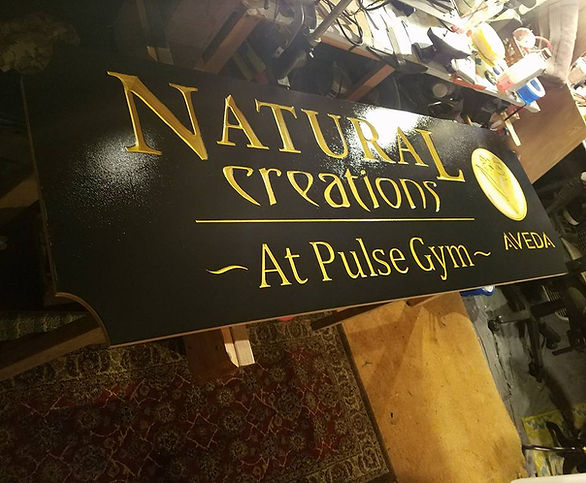 NATURAL
creations
~At Pulse Gym~
AVEDA